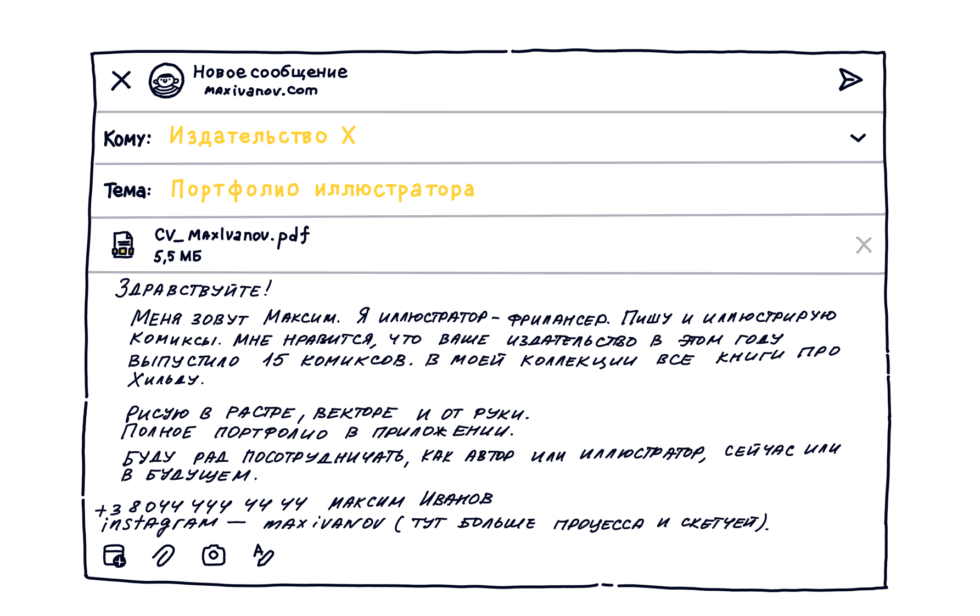 Новое сообщение
maxivanov.com
Кому: Издательство X
Тема: Портфолио иллюстратора
CV_MaxIvanov.pdf
5,5 МБ
Здравствуйте!
Меня зовут Максим. Я иллюстратор-фрилансер. Пишу и иллюстрирую
комиксы. Мне нравится, что ваше издательство в этом году
выпустило 15 комиксов. В моей коллекции все книги про
Хильду.
Рисую в растре, векторе и от руки.
Полное портфолио в приложении.
Буду рад посотрудничать, как автор или иллюстратор, сейчас или
в будущем.
+38044 444 44 44 Максим Иванов
instagram — maxivanov (тут больше процесса и скетчей).